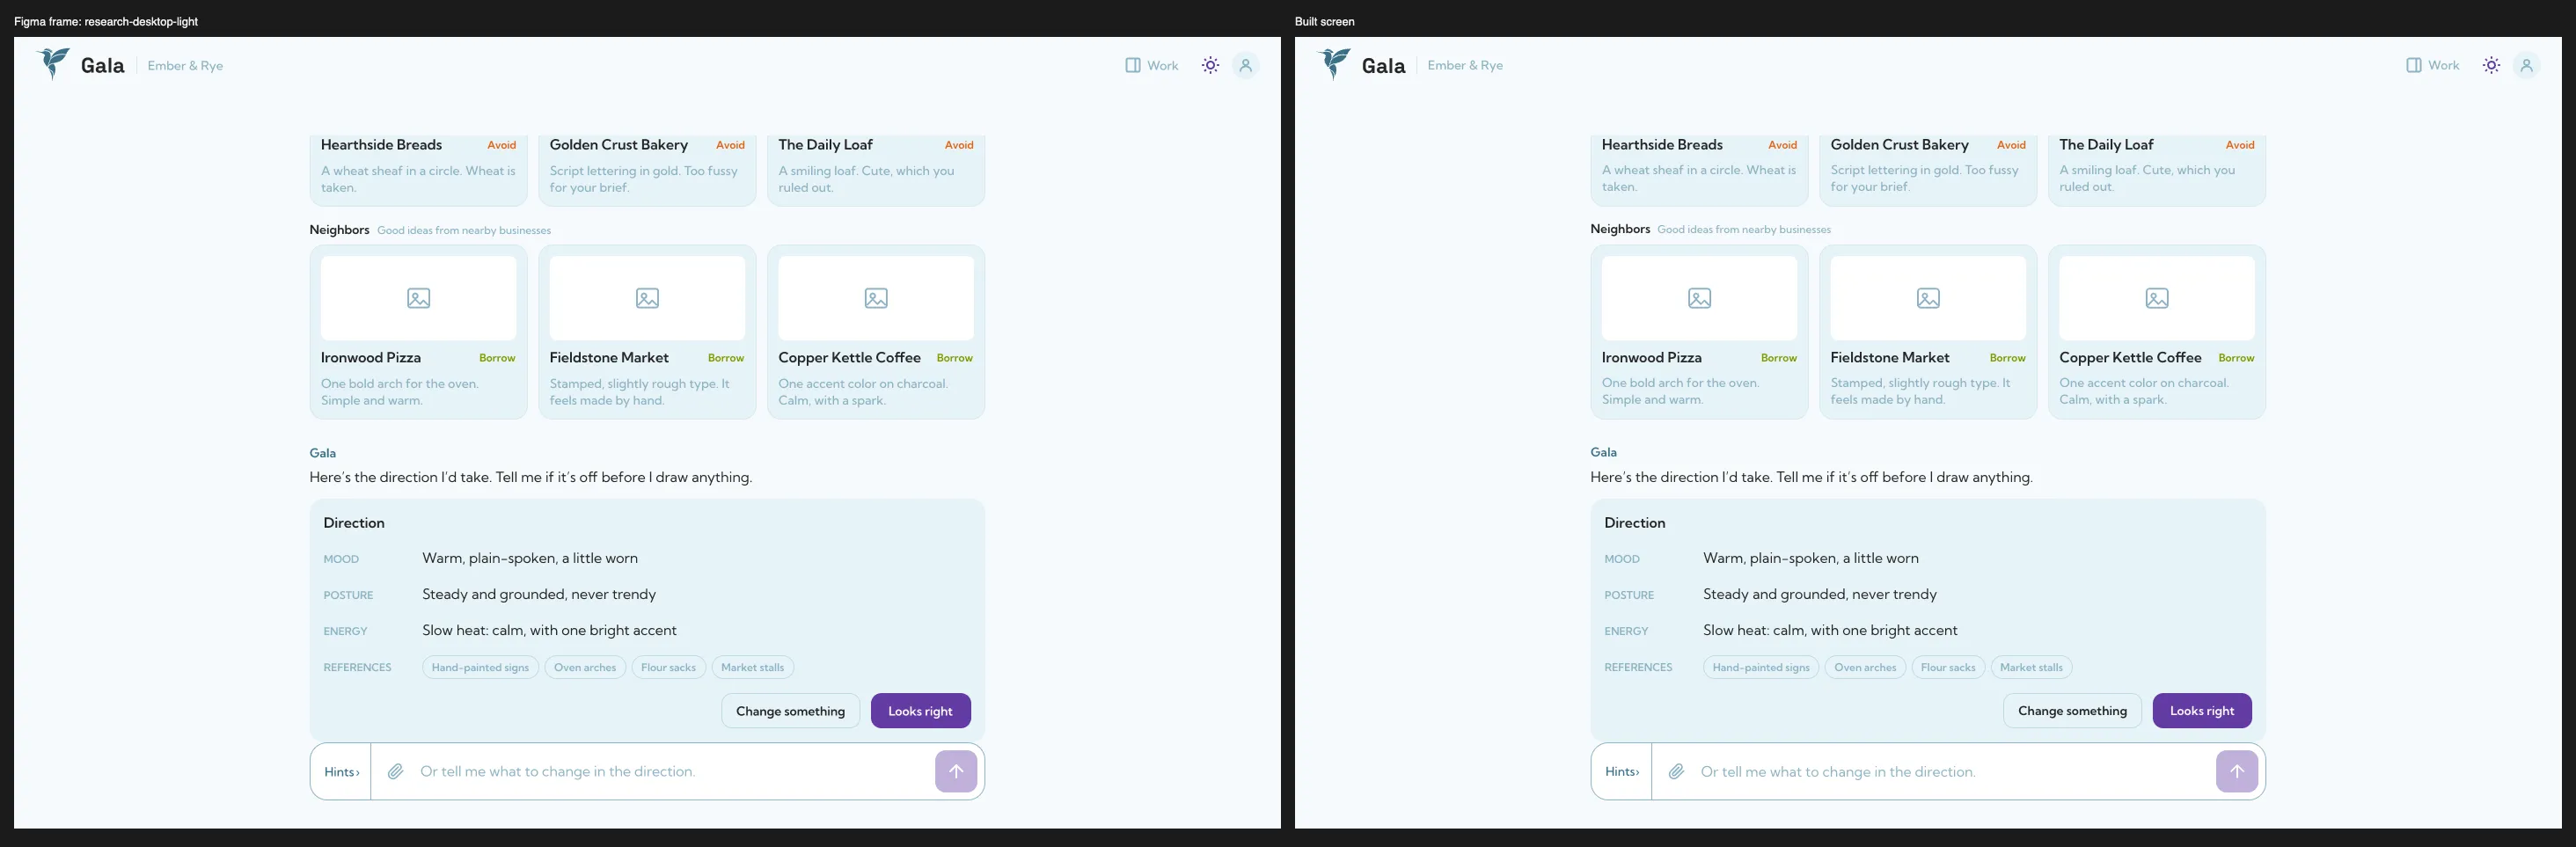 Figma frame: research-desktop-light
Gala
Ember & Rye
Work
Hearthside Breads
Avoid
A wheat sheaf in a circle. Wheat is
taken.
Golden Crust Bakery
Avoid
Script lettering in gold. Too fussy
for your brief.
The Daily Loaf
Avoid
A smiling loaf. Cute, which you
ruled out.
Neighbors Good ideas from nearby businesses
Ironwood Pizza
Borrow
One bold arch for the oven.
Simple and warm.
Fieldstone Market
Borrow
Stamped, slightly rough type. It
feels made by hand.
Copper Kettle Coffee
Borrow
One accent color on charcoal.
Calm, with a spark.
Gala
Here’s the direction I’d take. Tell me if it’s off before I draw anything.
Direction
MOOD Warm, plain-spoken, a little worn
POSTURE Steady and grounded, never trendy
ENERGY Slow heat: calm, with one bright accent
REFERENCES Hand-painted signs Oven arches Flour sacks Market stalls
Change something Looks right
Hints› Or tell me what to change in the direction.
Built screen
Gala
Ember & Rye
Work
Hearthside Breads
Avoid
A wheat sheaf in a circle. Wheat is
taken.
Golden Crust Bakery
Avoid
Script lettering in gold. Too fussy
for your brief.
The Daily Loaf
Avoid
A smiling loaf. Cute, which you
ruled out.
Neighbors Good ideas from nearby businesses
Ironwood Pizza
Borrow
One bold arch for the oven.
Simple and warm.
Fieldstone Market
Borrow
Stamped, slightly rough type. It
feels made by hand.
Copper Kettle Coffee
Borrow
One accent color on charcoal.
Calm, with a spark.
Gala
Here’s the direction I’d take. Tell me if it’s off before I draw anything.
Direction
MOOD Warm, plain-spoken, a little worn
POSTURE Steady and grounded, never trendy
ENERGY Slow heat: calm, with one bright accent
REFERENCES Hand-painted signs Oven arches Flour sacks Market stalls
Change something Looks right
Hints› Or tell me what to change in the direction.